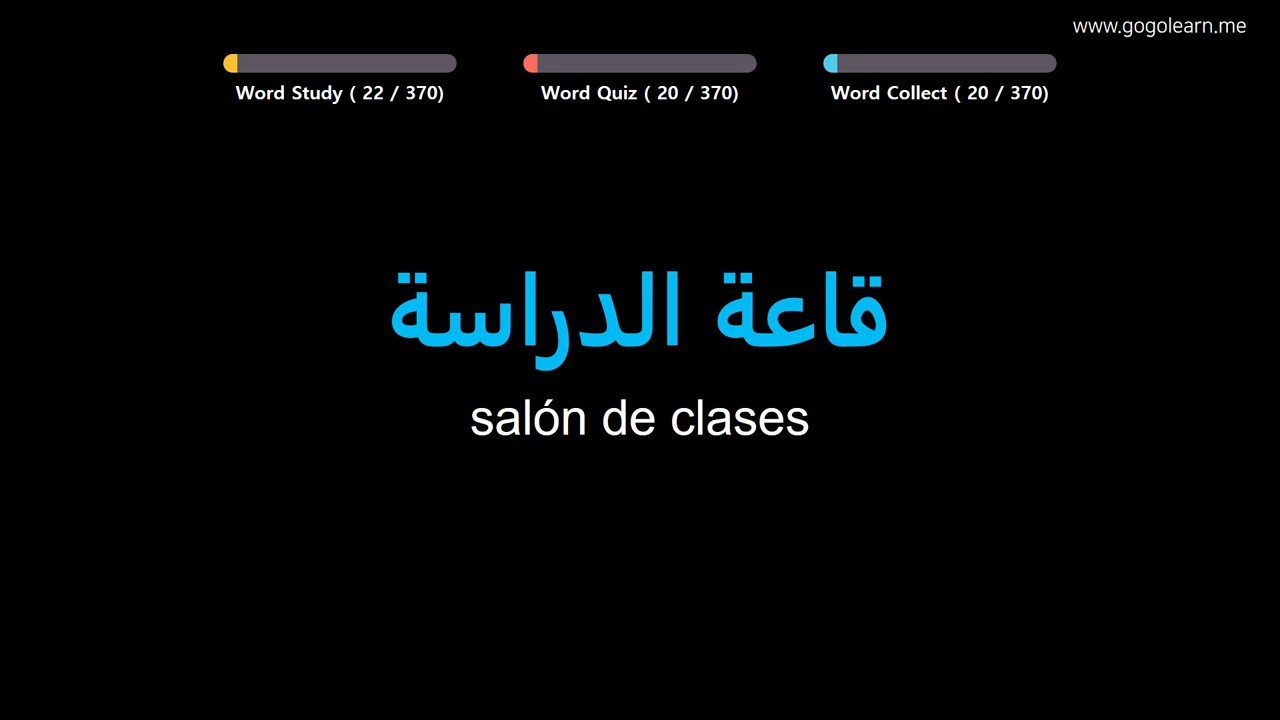 www.gogolearn.me
Word Study ( 22 / 370)
Word Quiz ( 20 / 370)
Word Collect ( 20 / 370)
قاعة الدراسة
salón de clases